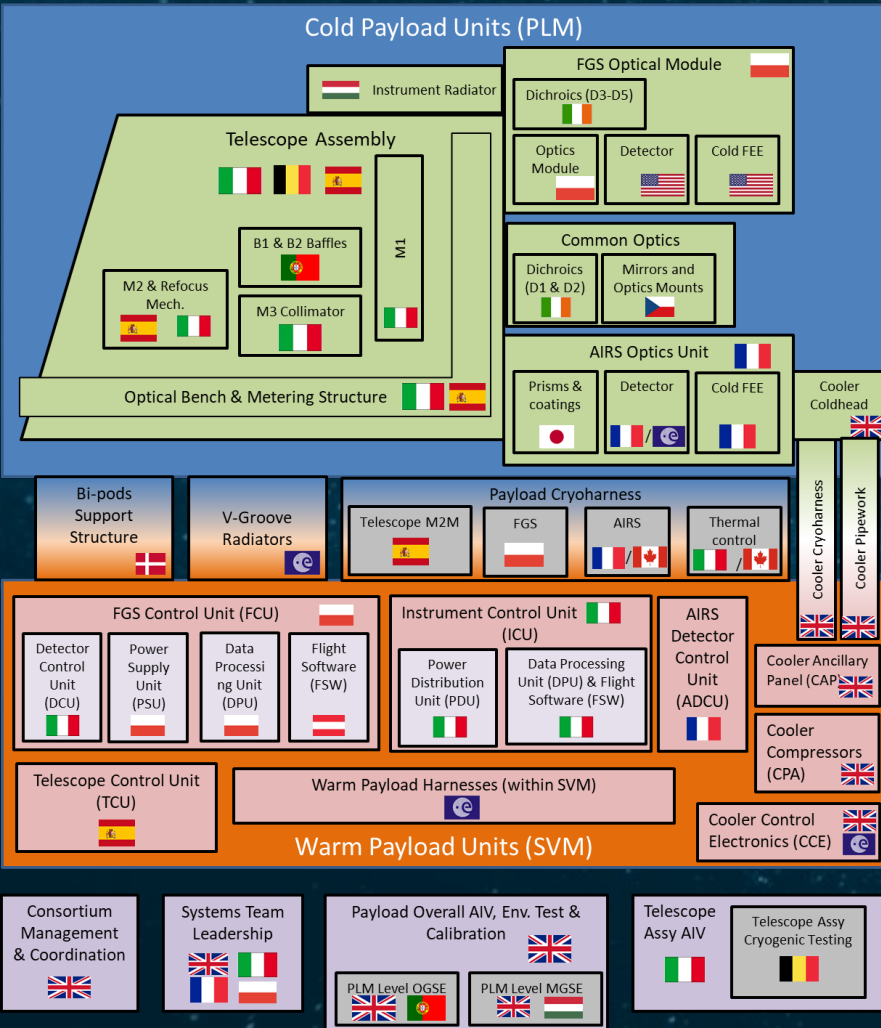 Cold Payload Units (PLM)
FGS Optical Module
Instrument Radiator
Dichroics (D3-D5)
Optics
Module
Detector
Cold FEE
Telescope Assembly
B1 & B2 Baffles
M1
M2 & Refocus
Mech.
M3 Collimator
Optical Bench & Metering Structure
Common Optics
Dichroics
(D1 & D2)
Mirrors and
Optics Mounts
AIRS Optics Unit
Prisms &
coatings
Detector
/
Cold FEE
Cooler
Coldhead
Bi-pods
Support
Structure
V-Groove
Radiators
Payload Cryoharness
Telescope M2M
FGS
AIRS
/
Thermal
control
/
Cooler Cryoharness
Cooler Pipework
FGS Control Unit (FCU)
Detector
Control
Unit
(DCU)
Power
Supply
Unit
(PSU)
Data
Processi
ng Unit
(DPU)
Flight
Software
(FSW)
Instrument Control Unit
(ICU)
Power
Distribution
Unit (PDU)
Data Processing
Unit (DPU) & Flight
Software (FSW)
AIRS
Detector
Control
Unit
(ADCU)
Cooler Ancillary
Panel (CAP)
Cooler
Compressors
(CPA)
Telescope Control Unit
(TCU)
Warm Payload Harnesses (within SVM)
Cooler Control
Electronics (CCE)
Warm Payload Units (SVM)
Consortium
Management
& Coordination
Systems Team
Leadership
Payload Overall AIV, Env. Test &
Calibration
PLM Level OGSE
PLM Level MGSE
Telescope
Assy AIV
Telescope Assy
Cryogenic Testing